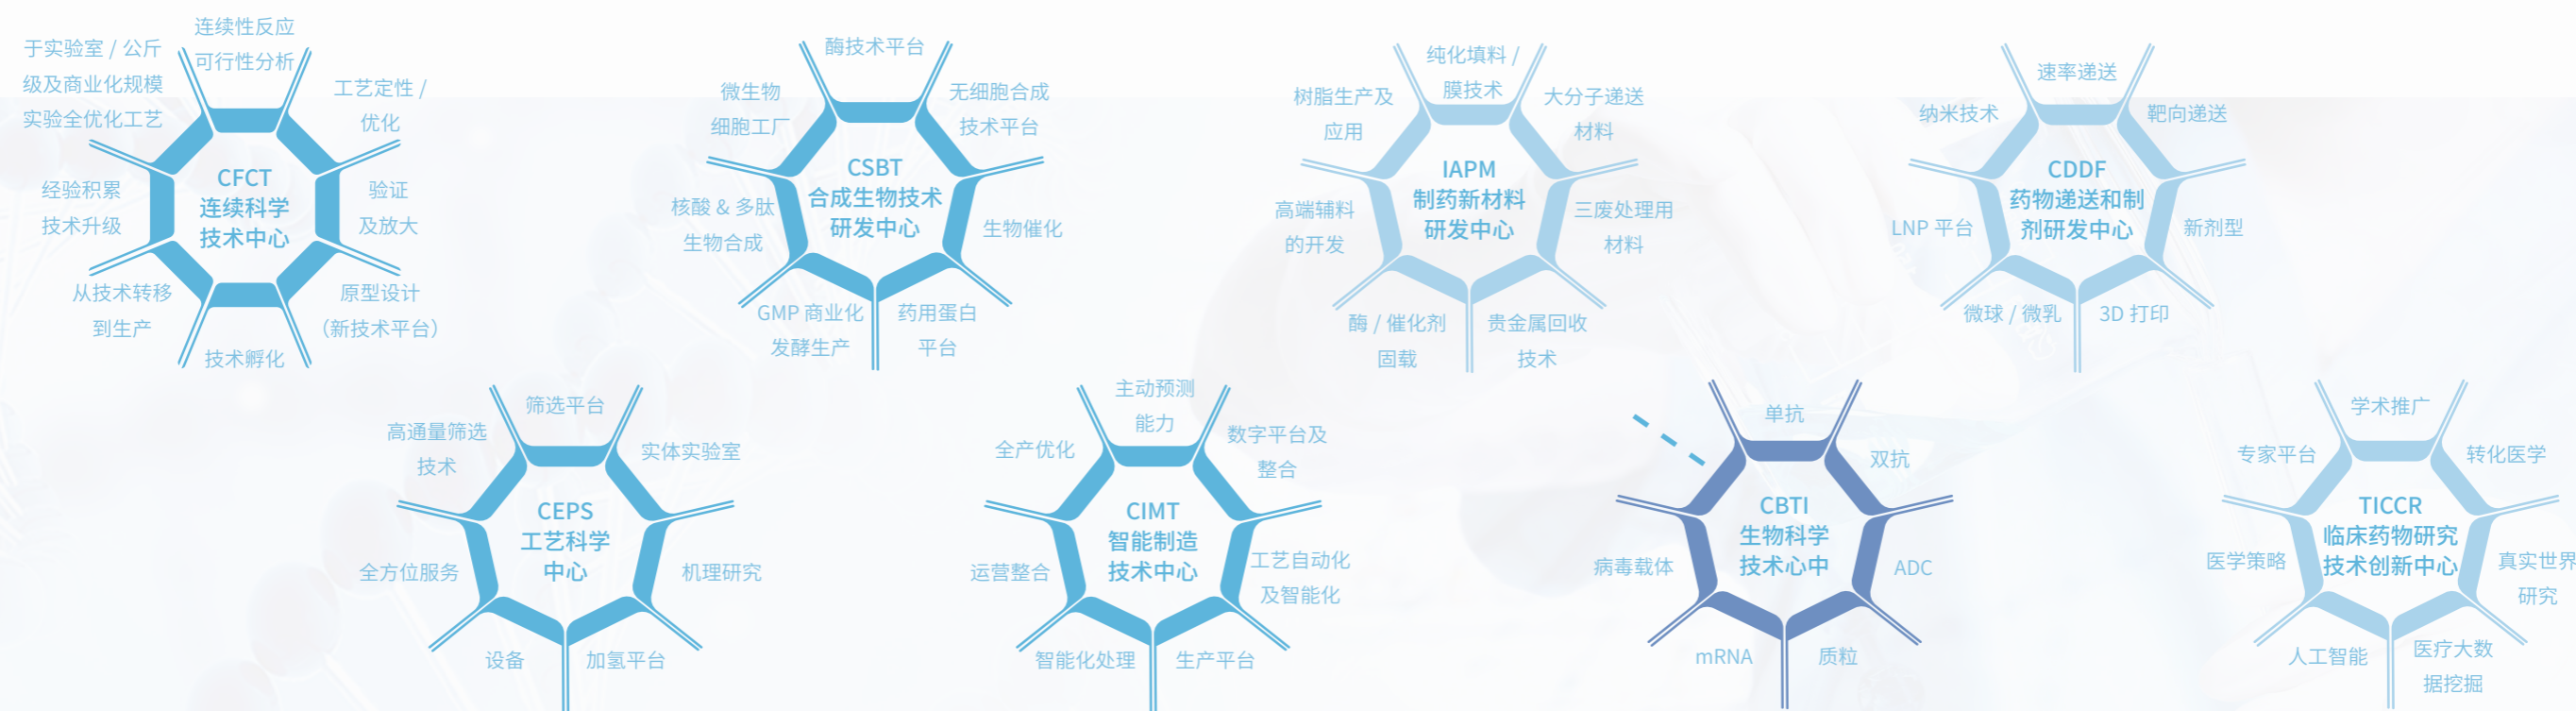 连续性反应
可行性分析
工艺定性 /
优化
验证
及放大
原型设计
（新技术平台）
技术孵化
从技术转移
到生产
经验积累
技术升级
于实验室 / 公斤
级及商业化规模
实验全优化工艺
CFCT
连续科学
技术中心
酶技术平台
无细胞合成
技术平台
生物催化
药用蛋白
平台
GMP 商业化
发酵生产
核酸 & 多肽
生物合成
微生物
细胞工厂
CSBT
合成生物技术
研发中心
纯化填料 /
膜技术
大分子递送
材料
三废处理用
材料
贵金属回收
技术
酶 / 催化剂
固载
高端辅料
的开发
树脂生产及
应用
IAPM
制药新材料
研发中心
速率递送
靶向递送
新剂型
3D 打印
微球 / 微乳
LNP 平台
纳米技术
CDDF
药物递送和制
剂研发中心
筛选平台
实体实验室
机理研究
加氢平台
设备
全方位服务
高通量筛选
技术
CEPS
工艺科学
中心
主动预测
能力
数字平台及
整合
工艺自动化
及智能化
生产平台
智能化处理
运营整合
全产优化
CIMT
智能制造
技术中心
单抗
双抗
ADC
质粒
mRNA
病毒载体
CBTI
生物科学
技术心中
学术推广
转化医学
真实世界
研究
医疗大数
据挖掘
人工智能
医学策略
专家平台
TICCR
临床药物研究
技术创新中心